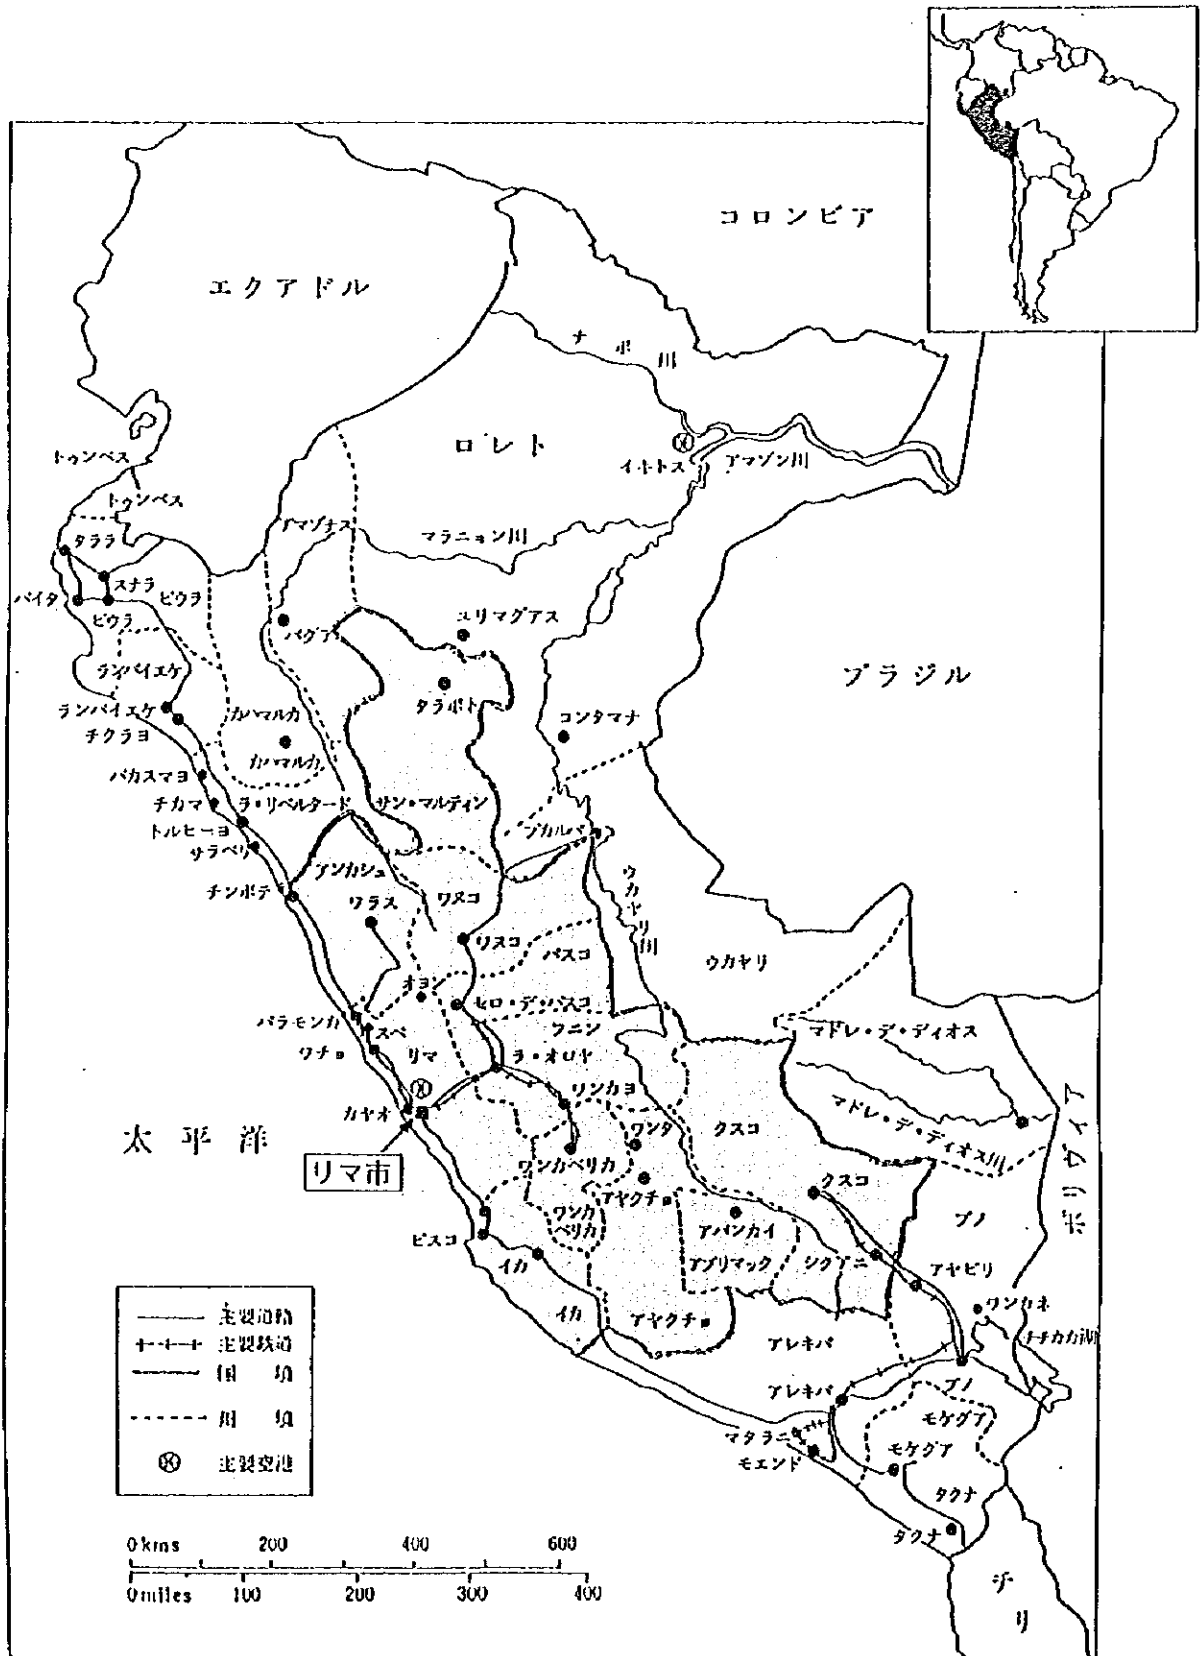 コロンビア
エクアドル
ナポ川
ロレト
イキトス
アマゾン川
トゥンベス
トゥンベス
アマゾナス
マラニョン川
タララ
スナラ
パイタ
ピウラ
ピウラ
バグア
ユリマグアス
ブラジル
ランバイエケ
タラポト
ランバイエケ
カハマルカ
コンタマナ
チクラヨ
カハマルカ
パカスマヨ
チカマ
ラ・リベルタード
サン・マルティン
トルヒーヨ
プカルパ
サラベリ
アンカシュ
チンボテ
ワラス
ワヌコ
ウカヤリ川
ワヌコ
パスコ
ウカヤリ
オヨン
セロ・デ・パスコ
パラモンガ
フニン
マドレ・デ・ディオス
ワチョ
リマ
ラ・オロヤ
ワンカヨ
カヤオ
マドレ・デ・ディオス川
ボリヴィア
太平洋
ワンタ
クスコ
リマ市
ワンカベリカ
クスコ
アヤクチョ
ワンカ
ベリカ
アバンカイ
プノ
ピスコ
イカ
アプリマック
シクアニ
アヤビリ
ワンカネ
イカ
アヤクチョ
アレキパ
チチカカ湖
アレキパ
プノ
モケグア
マタラニ
モケグア
モエンド
タクナ
タクナ
チリ
主要道路
主要鉄道
国境
州境
主要空港
0 kms 200 400 600
0 miles 100 200 300 400